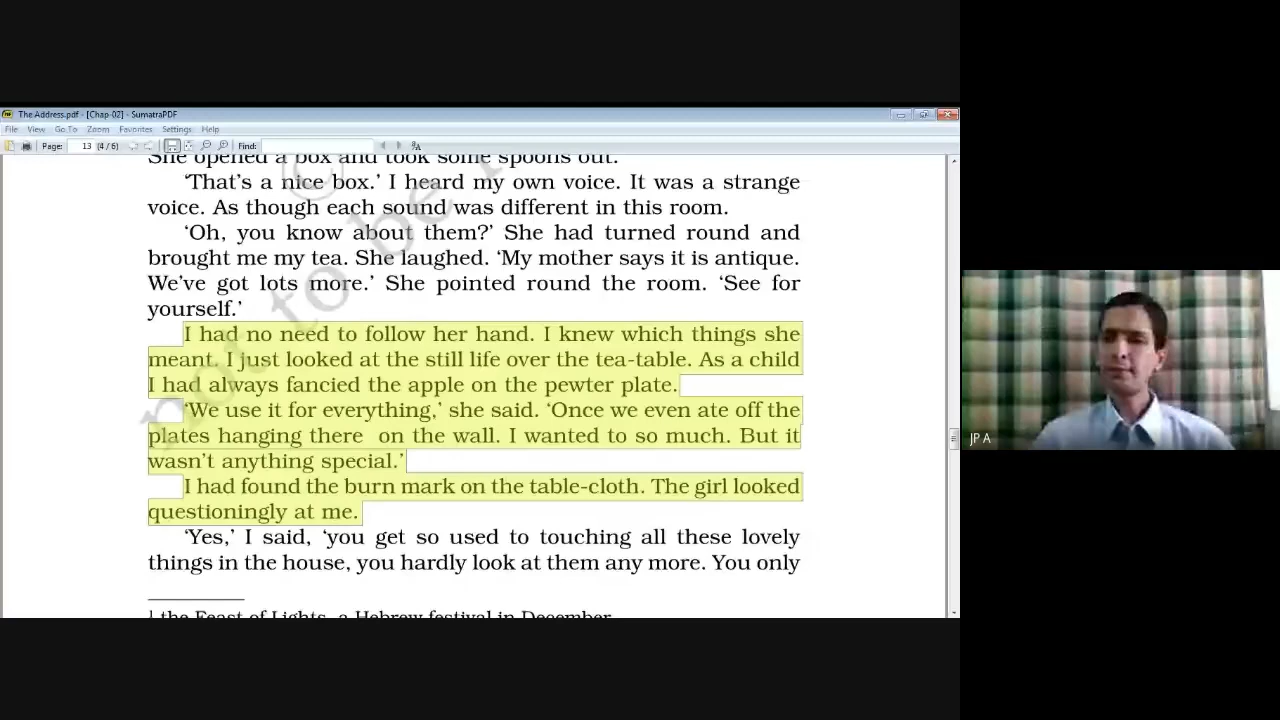 The Address.pdf - [Chap-02] - SumatraPDF
File View Go To Zoom Favorites Settings Help
Page: 13 (4/6) Find:
She opened a box and took some spoons out.
'That's a nice box.' I heard my own voice. It was a strange
voice. As though each sound was different in this room.
'Oh, you know about them?' She had turned round and
brought me my tea. She laughed. 'My mother says it is antique.
We've got lots more.' She pointed round the room. 'See for
yourself.'
I had no need to follow her hand. I knew which things she
meant. I just looked at the still life over the tea-table. As a child
I had always fancied the apple on the pewter plate.
'We use it for everything,' she said. 'Once we even ate off the
plates hanging there on the wall. I wanted to so much. But it
wasn't anything special.'
I had found the burn mark on the table-cloth. The girl looked
questioningly at me.
'Yes,' I said, 'you get so used to touching all these lovely
things in the house, you hardly look at them any more. You only
1 the Feast of Lights, a Hebrew festival in December
© not to be r
JP A